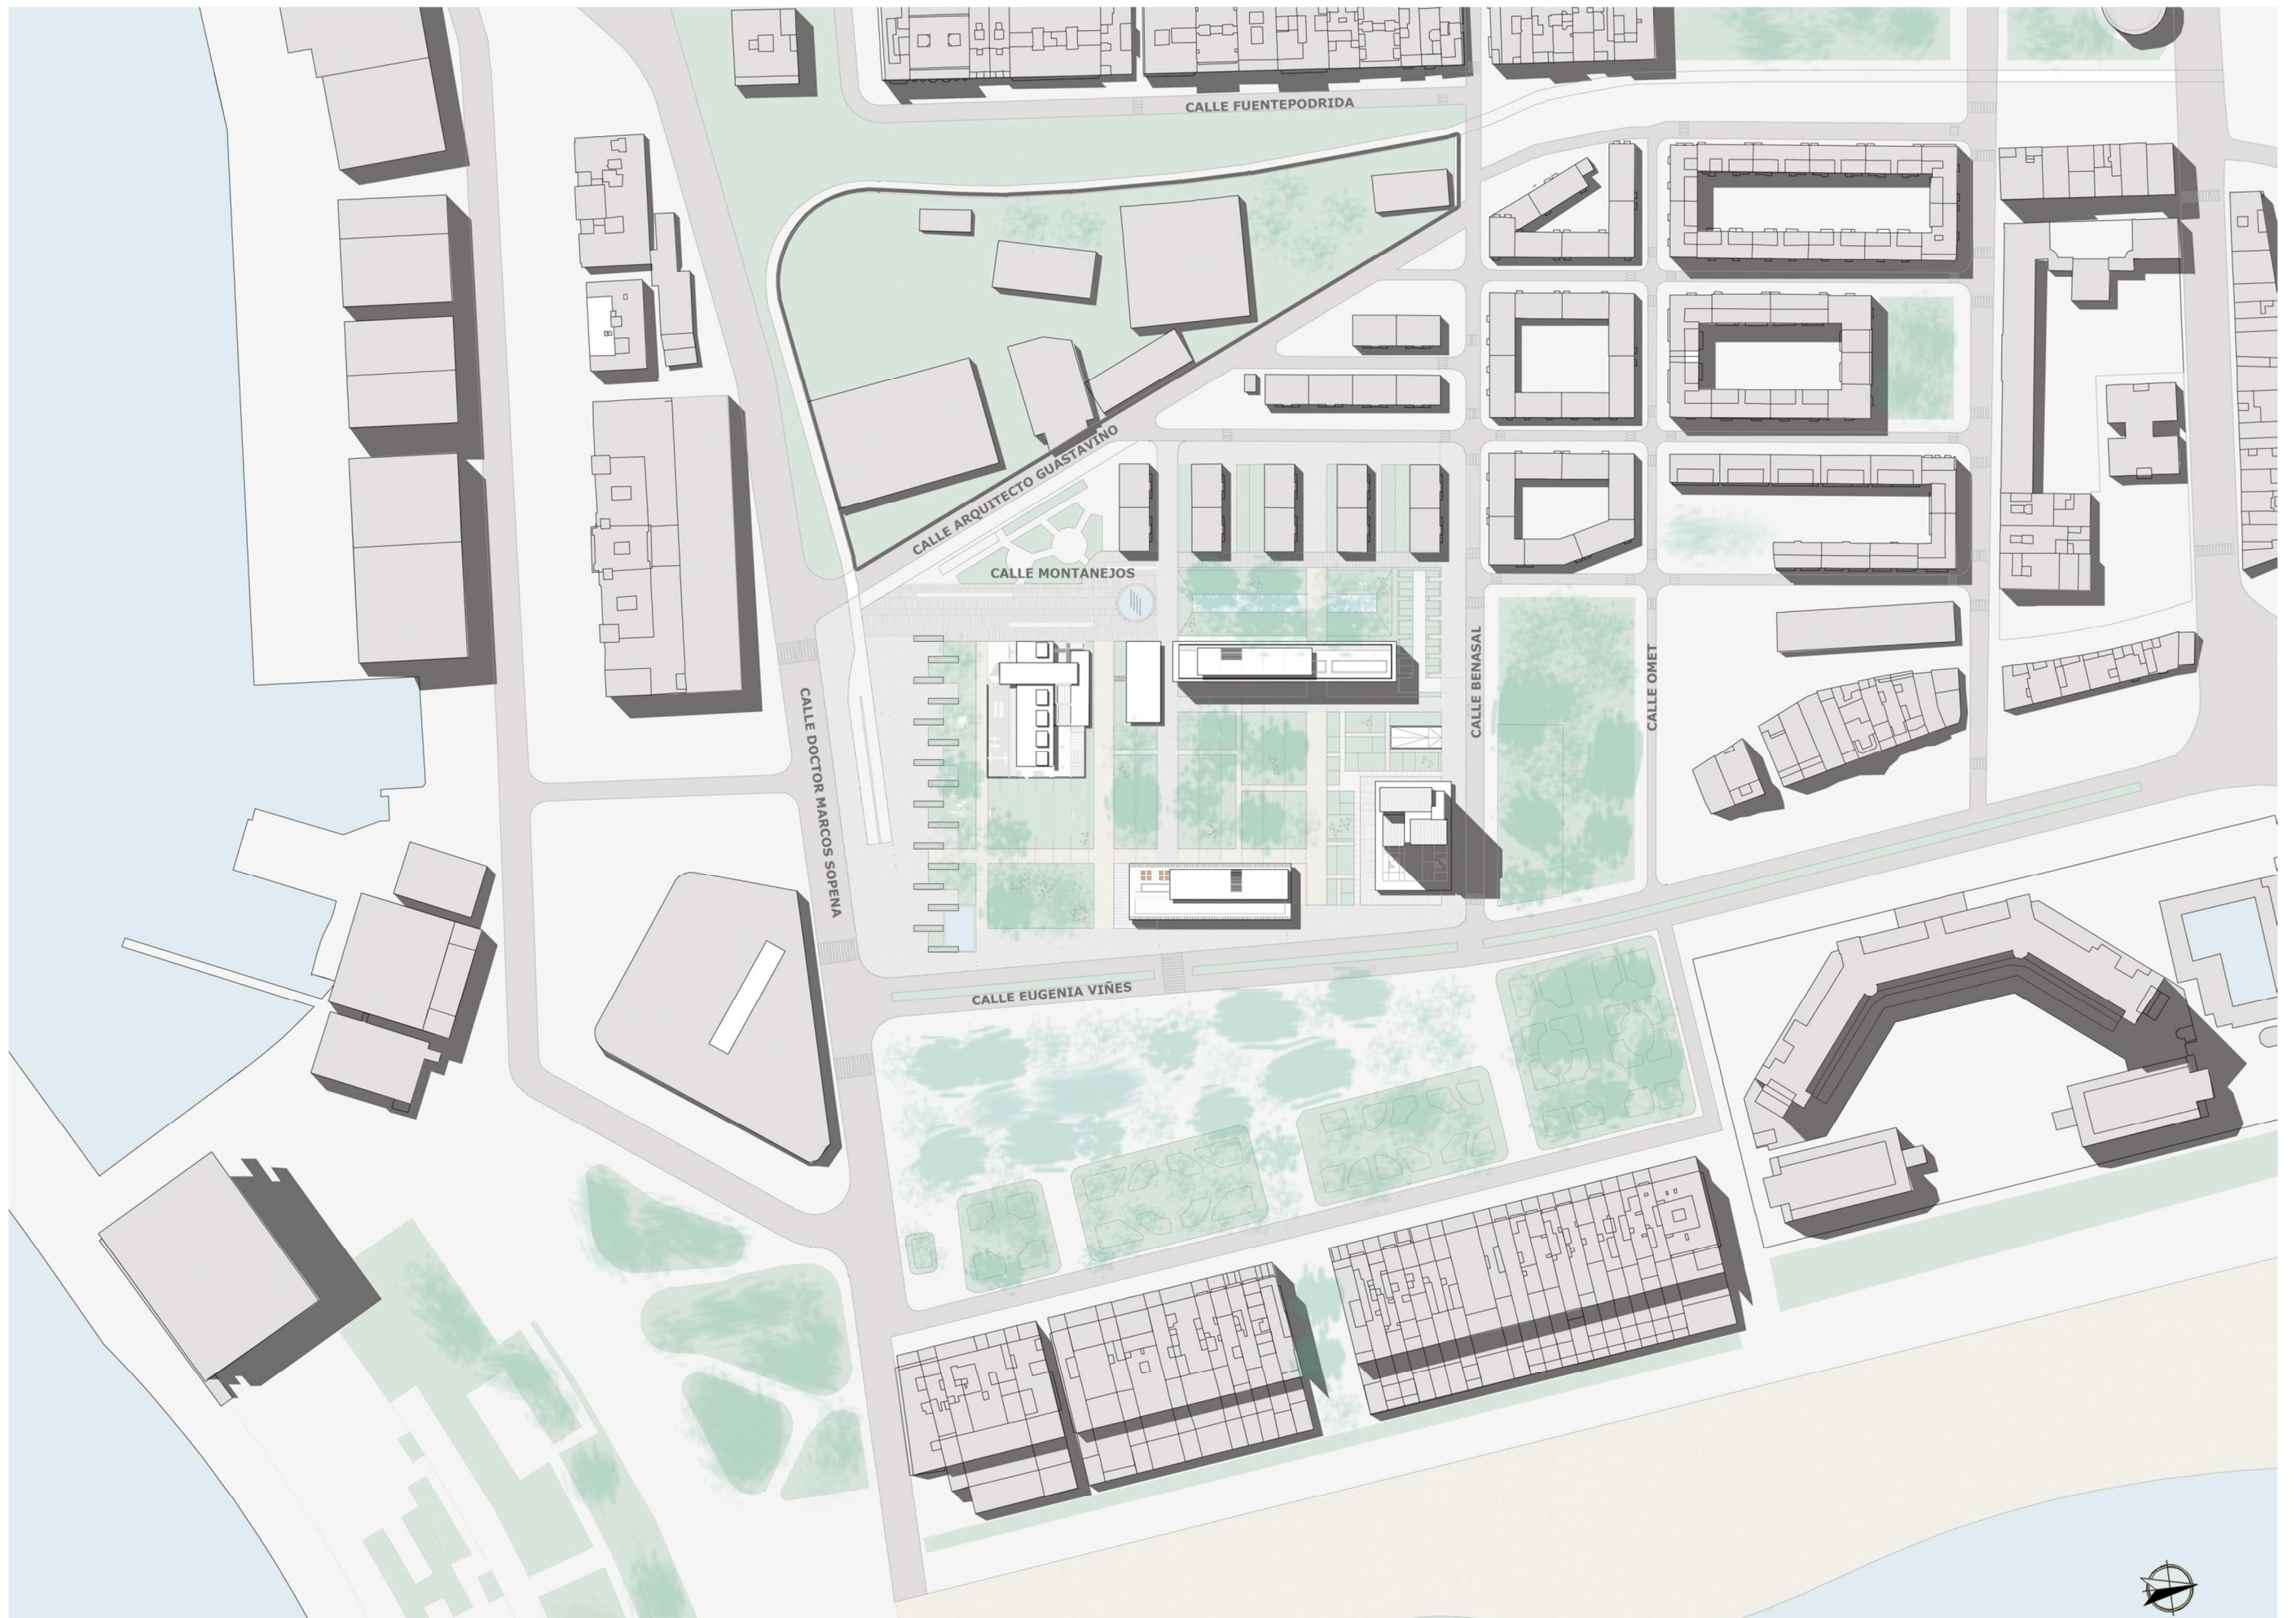 CALLE FUENTEPODRIDA
CALLE ARQUITECTO GUASTAVINO
CALLE MONTANEJOS
CALLE BENASAL
CALLE OMET
CALLE DOCTOR MARCOS SOPENA
CALLE EUGENIA VIÑES